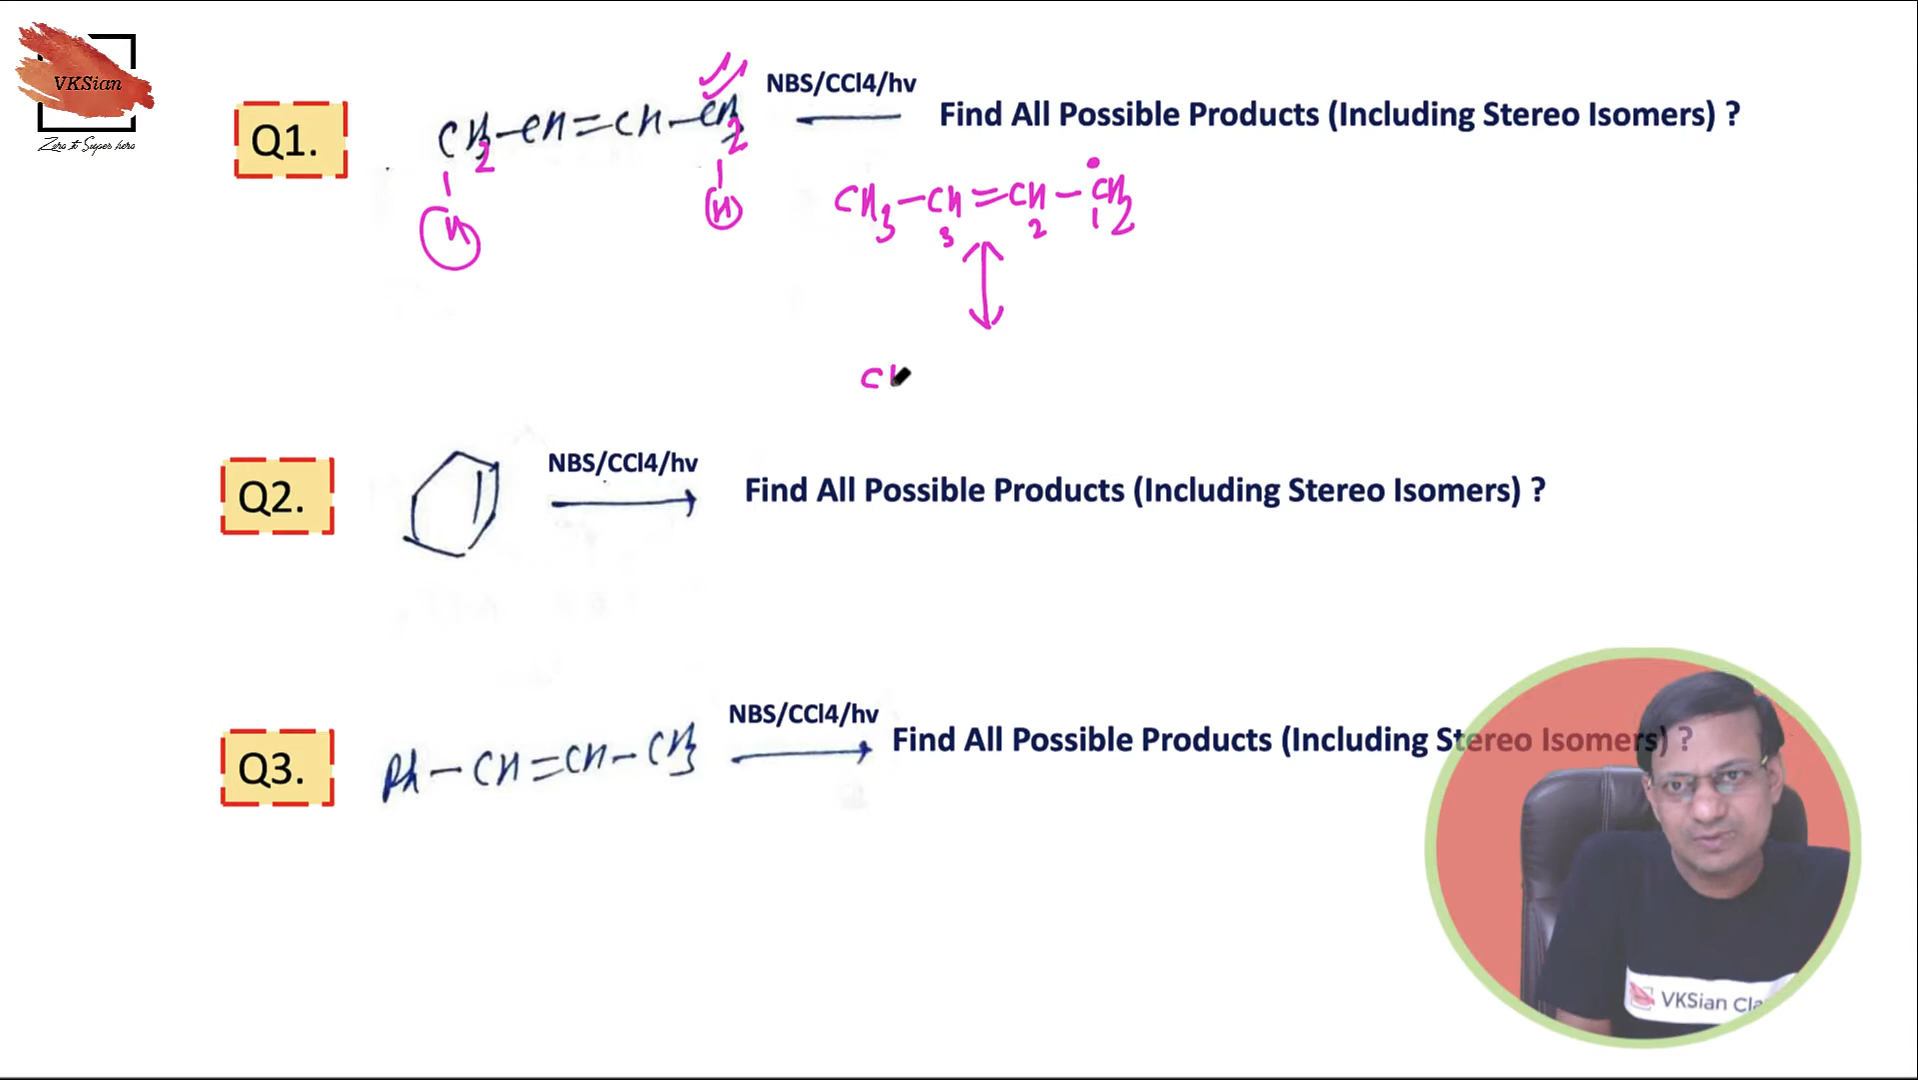 VKSian
Zero to Super hero
Q1.
CH2-CH=CH-CH2
H
H
NBS/CCl4/hv
Find All Possible Products (Including Stereo Isomers) ?
CH3-CH=CH-CH2
3 2 1
Q2.
NBS/CCl4/hv
Find All Possible Products (Including Stereo Isomers) ?
Q3.
Ph-CH=CH-CH3
NBS/CCl4/hv
Find All Possible Products (Including Stereo Isomers) ?
VKSian Cla